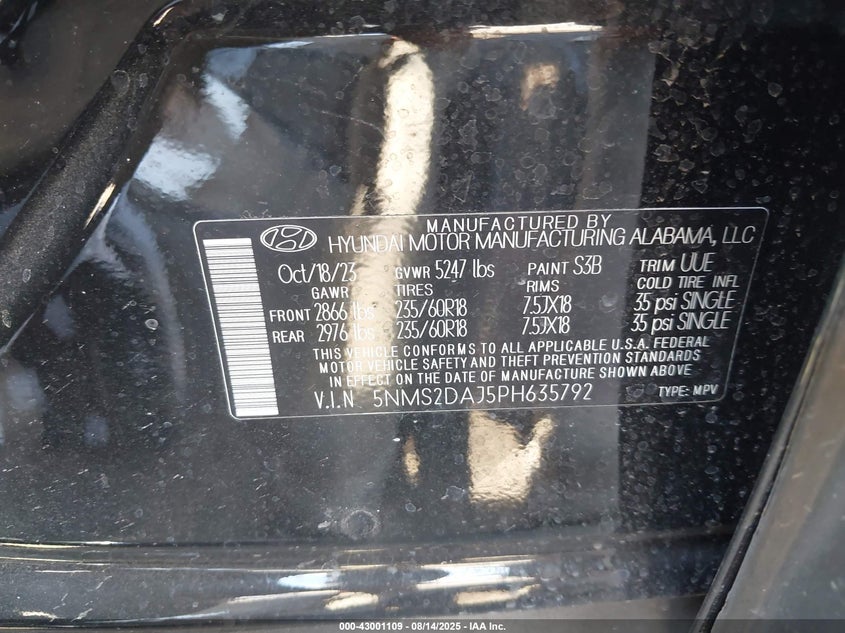 MANUFACTURED BY
HYUNDAI MOTOR MANUFACTURING ALABAMA, LLC
Oct/18/23 GVWR 5247 lbs PAINT S3B TRIM UUE
GAWR TIRES RIMS COLD TIRE INFL
FRONT 2866 lbs 235/60R18 7.5JX18 35 psi SINGLE
REAR 2976 lbs 235/60R18 7.5JX18 35 psi SINGLE
THIS VEHICLE CONFORMS TO ALL APPLICABLE U.S.A. FEDERAL
MOTOR VEHICLE SAFETY AND THEFT PREVENTION STANDARDS
IN EFFECT ON THE DATE OF MANUFACTURE SHOWN ABOVE
V.I.N 5NMS2DAJ5PH635792 TYPE: MPV
000-43001109 - 08/14/2025 - IAA Inc.